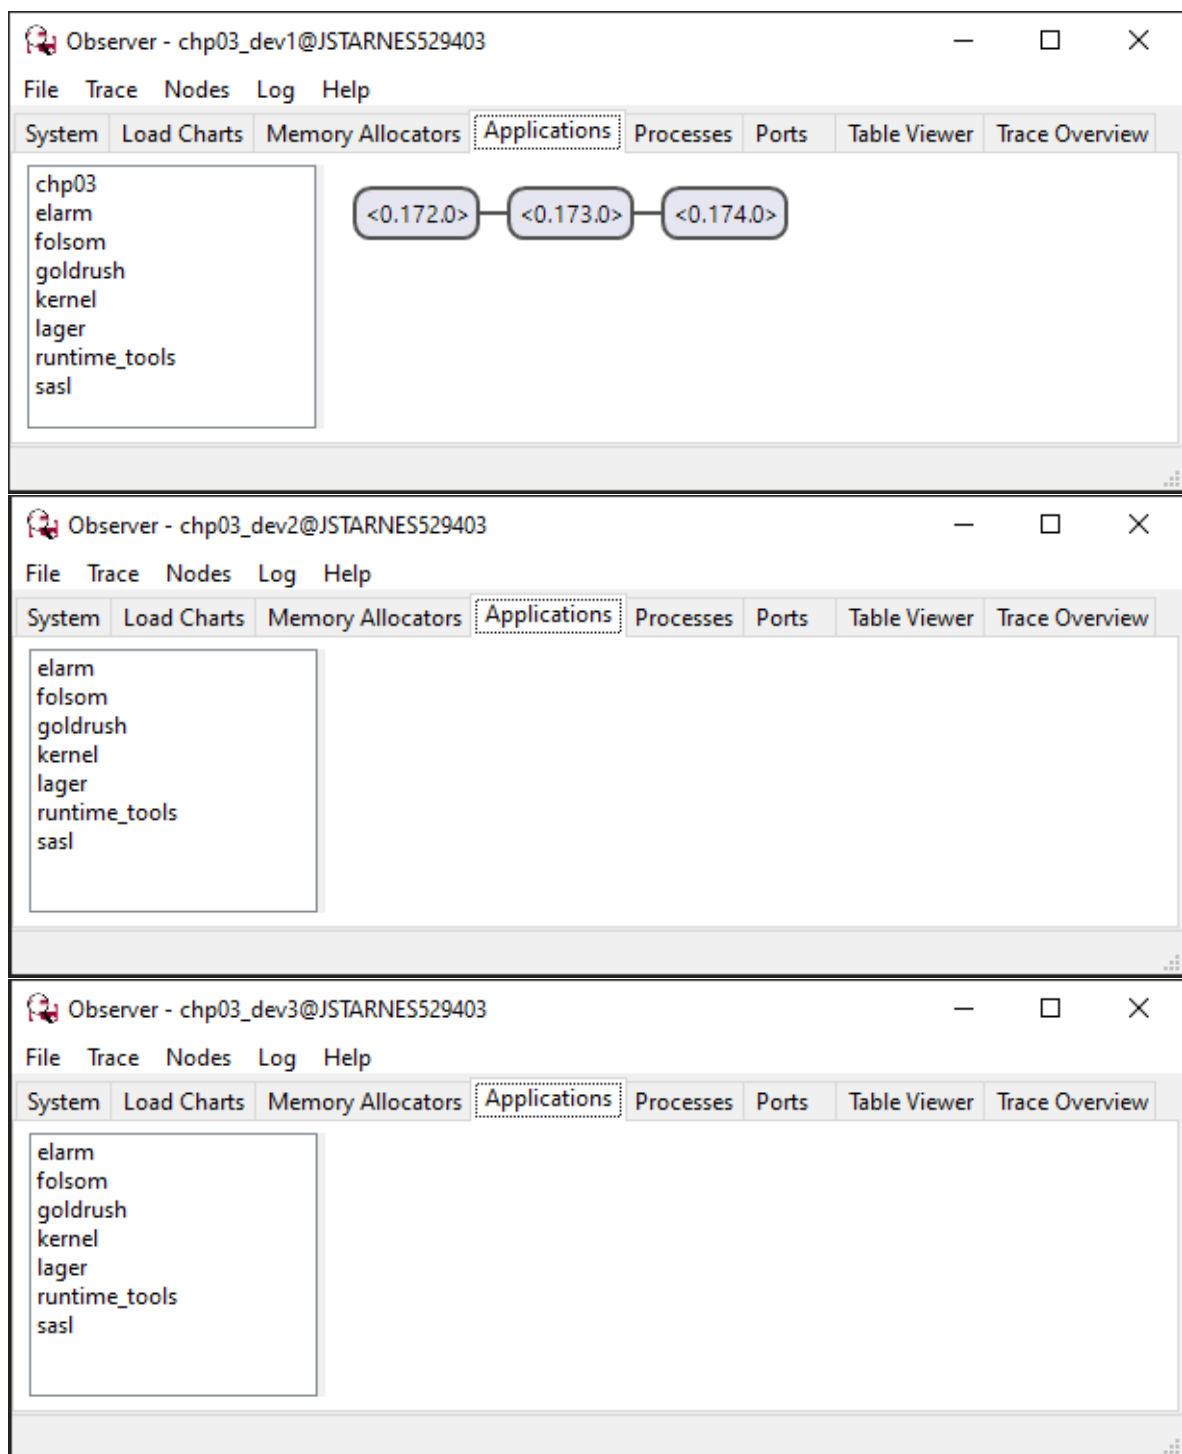 Observer - chp03_dev1@JSTARNES529403
File Trace Nodes Log Help
System Load Charts Memory Allocators Applications Processes Ports Table Viewer Trace Overview
chp03
elarm
folsom
goldrush
kernel
lager
runtime_tools
sasl
<0.172.0> <0.173.0> <0.174.0>
Observer - chp03_dev2@JSTARNES529403
File Trace Nodes Log Help
System Load Charts Memory Allocators Applications Processes Ports Table Viewer Trace Overview
elarm
folsom
goldrush
kernel
lager
runtime_tools
sasl
Observer - chp03_dev3@JSTARNES529403
File Trace Nodes Log Help
System Load Charts Memory Allocators Applications Processes Ports Table Viewer Trace Overview
elarm
folsom
goldrush
kernel
lager
runtime_tools
sasl